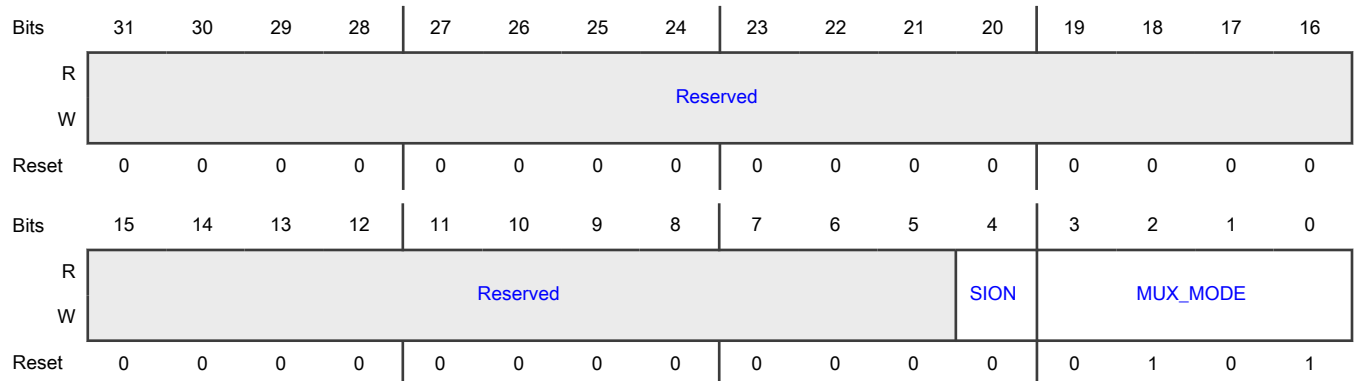 Bits 31 30 29 28 27 26 25 24 23 22 21 20 19 18 17 16
R
Reserved
W
Reset 0 0 0 0 0 0 0 0 0 0 0 0 0 0 0 0
Bits 15 14 13 12 11 10 9 8 7 6 5 4 3 2 1 0
R
Reserved SION MUX_MODE
W
Reset 0 0 0 0 0 0 0 0 0 0 0 0 0 1 0 1